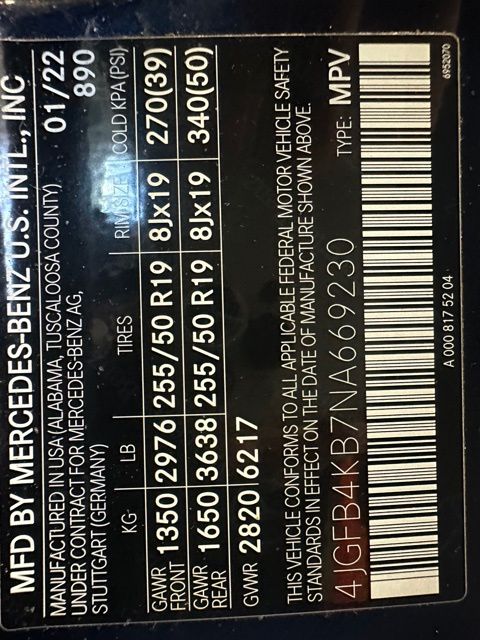 MFD BY MERCEDES-BENZ U.S. INTL., INC
MANUFACTURED IN USA (ALABAMA, TUSCALOOSA COUNTY) 01/22
UNDER CONTRACT FOR MERCEDES-BENZ AG, 890
STUTTGART (GERMANY)
KG LB TIRES RIM SIZE COLD KPA (PSI)
GAWR FRONT 1350 2976 255/50 R19 8Jx19 270(39)
GAWR REAR 1650 3638 255/50 R19 8Jx19 340(50)
GVWR 2820 6217
THIS VEHICLE CONFORMS TO ALL APPLICABLE FEDERAL MOTOR VEHICLE SAFETY
STANDARDS IN EFFECT ON THE DATE OF MANUFACTURE SHOWN ABOVE.
4JGFB4KB7NA669230 TYPE: MPV
A 000 817 52 04
6952070